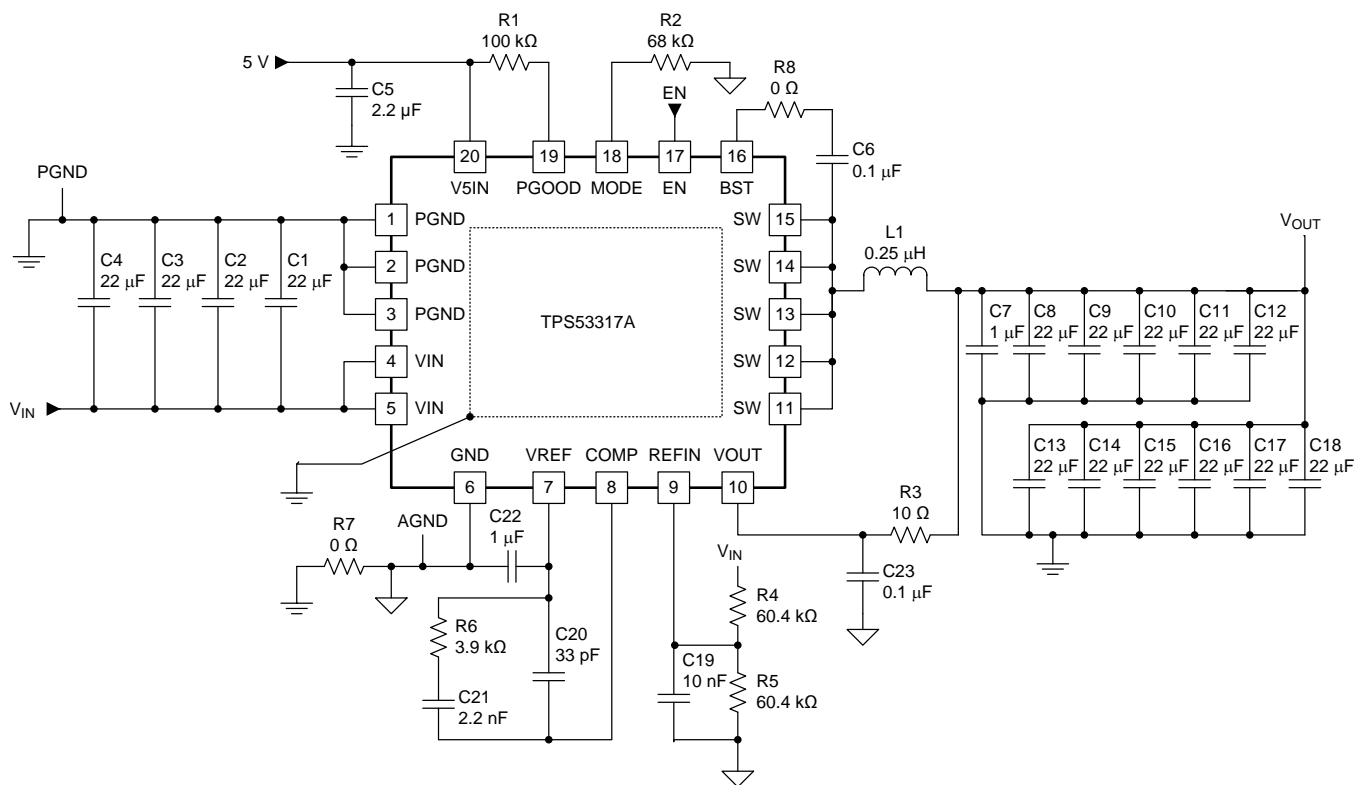 R1
100 kΩ
R2
68 kΩ
5 V
C5
2.2 µF
EN
R8
0 Ω
C6
0.1 µF
20
19
18
17
16
V5IN
PGOOD
MODE
EN
BST
PGND
1
PGND
2
PGND
3
PGND
4
VIN
5
VIN
C4
22 µF
C3
22 µF
C2
22 µF
C1
22 µF
VIN
TPS53317A
SW
15
SW
14
SW
13
SW
12
SW
11
L1
0.25 µH
VOUT
C7
1 µF
C8
22 µF
C9
22 µF
C10
22 µF
C11
22 µF
C12
22 µF
C13
22 µF
C14
22 µF
C15
22 µF
C16
22 µF
C17
22 µF
C18
22 µF
GND
VREF
COMP
REFIN
VOUT
6
7
8
9
10
R3
10 Ω
C23
0.1 µF
AGND
C22
1 µF
R7
0 Ω
R6
3.9 kΩ
C21
2.2 nF
C20
33 pF
VIN
R4
60.4 kΩ
C19
10 nF
R5
60.4 kΩ